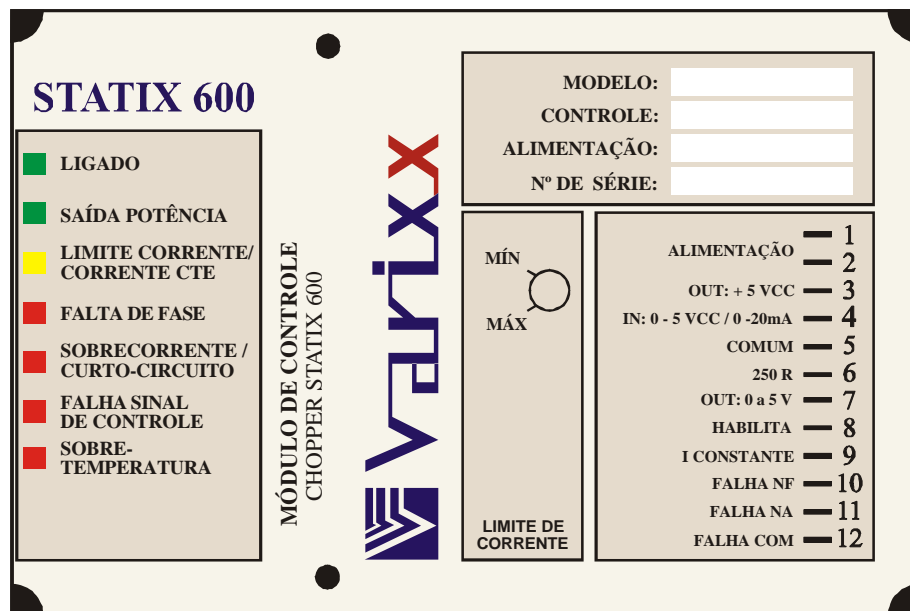 STATIX 600
LIGADO
SAÍDA POTÊNCIA
LIMITE CORRENTE/
CORRENTE CTE
FALTA DE FASE
SOBRECORRENTE /
CURTO-CIRCUITO
FALHA SINAL
DE CONTROLE
SOBRE-
TEMPERATURA
MÓDULO DE CONTROLE
CHOPPER STATIX 600
Varixx
MODELO:
CONTROLE:
ALIMENTAÇÃO:
Nº DE SÉRIE:
MÍN
MÁX
LIMITE DE
CORRENTE
ALIMENTAÇÃO
1
2
OUT: + 5 VCC 3
IN: 0 - 5 VCC / 0 -20mA 4
COMUM 5
250 R 6
OUT: 0 a 5 V 7
HABILITA 8
I CONSTANTE 9
FALHA NF 10
FALHA NA 11
FALHA COM 12